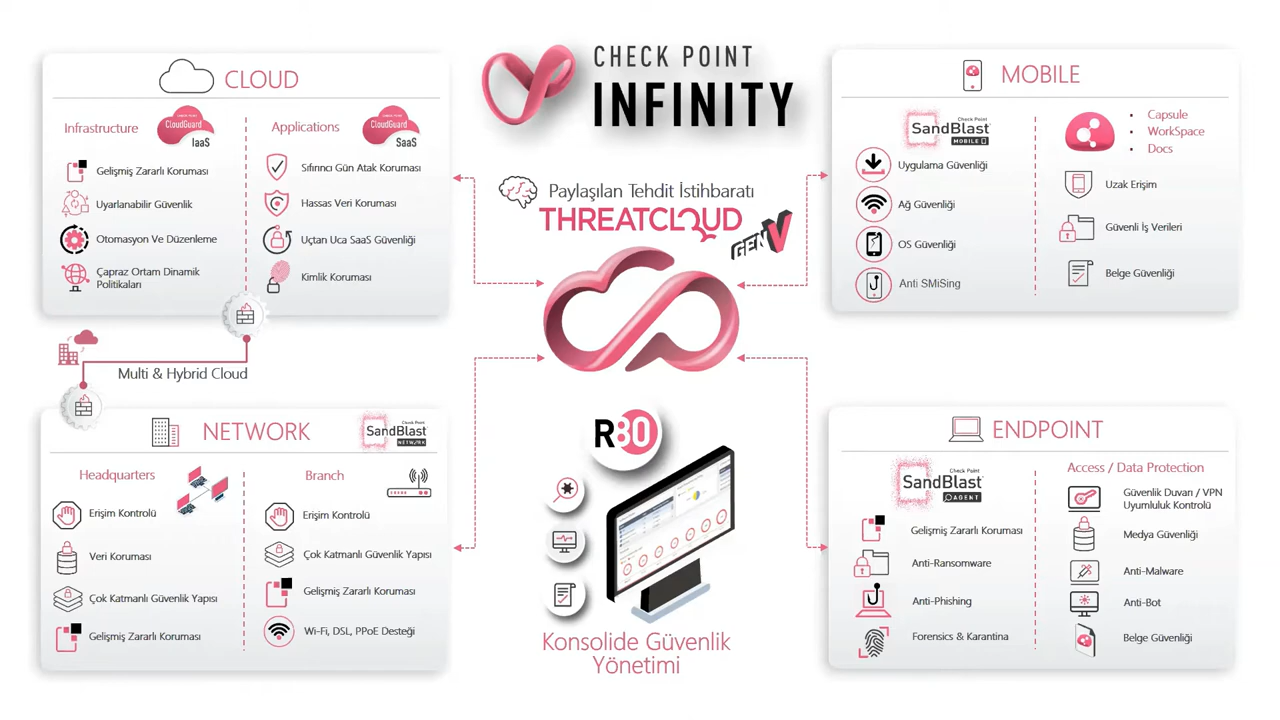 CHECK POINT
INFINITY
Paylaşılan Tehdit İstihbaratı
THREATCLOUD
GEN V
CLOUD
Infrastructure
CHECK POINT
CloudGuard
IaaS
Gelişmiş Zararlı Koruması
Uyarlanabilir Güvenlik
Otomasyon Ve Düzenleme
Çapraz Ortam Dinamik
Politikaları
Applications
CHECK POINT
CloudGuard
SaaS
Sıfırıncı Gün Atak Koruması
Hassas Veri Koruması
Uçtan Uca SaaS Güvenliği
Kimlik Koruması
Multi & Hybrid Cloud
MOBILE
Check Point
SandBlast
MOBILE
Uygulama Güvenliği
Ağ Güvenliği
OS Güvenliği
Anti SMiSing
• Capsule
• WorkSpace
• Docs
Uzak Erişim
Güvenli İş Verileri
Belge Güvenliği
NETWORK
Check Point
SandBlast
NETWORK
Headquarters
Erişim Kontrolü
Veri Koruması
Çok Katmanlı Güvenlik Yapısı
Gelişmiş Zararlı Koruması
Branch
Erişim Kontrolü
Çok Katmanlı Güvenlik Yapısı
Gelişmiş Zararlı Koruması
Wi-Fi, DSL, PPoE Desteği
R80
Konsolide Güvenlik
Yönetimi
ENDPOINT
Check Point
SandBlast
AGENT
Gelişmiş Zararlı Koruması
Anti-Ransomware
Anti-Phishing
Forensics & Karantina
Access / Data Protection
Güvenlik Duvarı / VPN
Uyumluluk Kontrolü
Medya Güvenliği
Anti-Malware
Anti-Bot
Belge Güvenliği